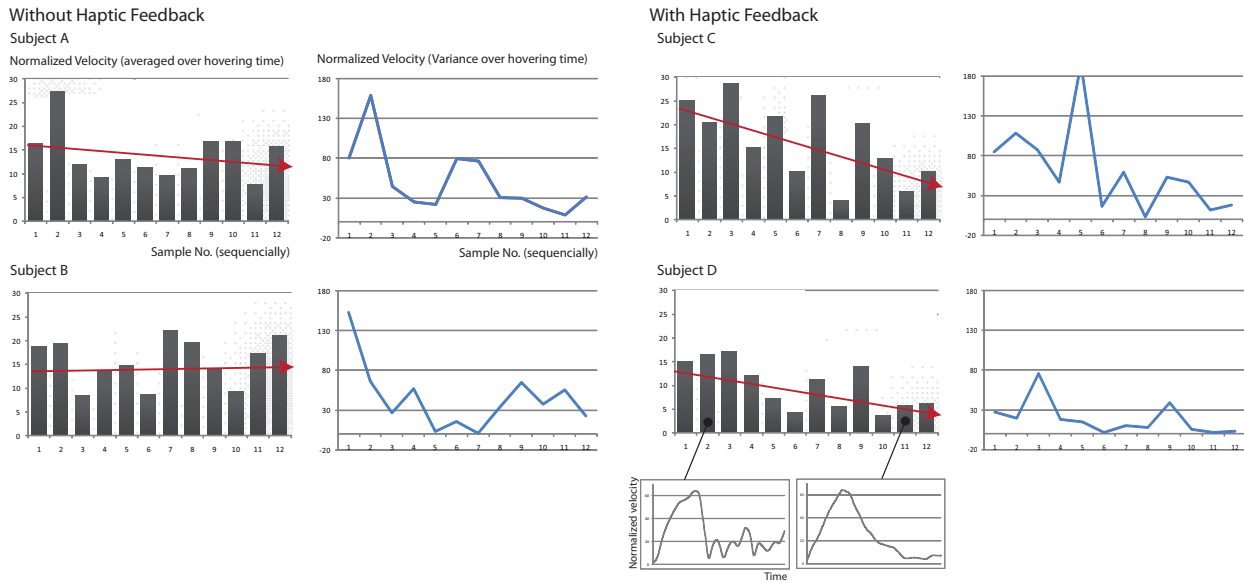 Without Haptic Feedback
Subject A
Normalized Velocity (averaged over hovering time)
30
25
20
15
10
5
0
1 2 3 4 5 6 7 8 9 10 11 12
Sample No. (sequencially)
Normalized Velocity (Variance over hovering time)
180
130
80
30
-20
1 2 3 4 5 6 7 8 9 10 11 12
Sample No. (sequencially)
Subject B
30
25
20
15
10
5
0
1 2 3 4 5 6 7 8 9 10 11 12
180
130
80
30
-20
1 2 3 4 5 6 7 8 9 10 11 12
With Haptic Feedback
Subject C
30
25
20
15
10
5
0
1 2 3 4 5 6 7 8 9 10 11 12
180
130
80
30
-20
1 2 3 4 5 6 7 8 9 10 11 12
Subject D
30
25
20
15
10
5
0
1 2 3 4 5 6 7 8 9 10 11 12
180
130
80
30
-20
1 2 3 4 5 6 7 8 9 10 11 12
Normalized velocity
60
40
20
0
60
40
20
0
Time